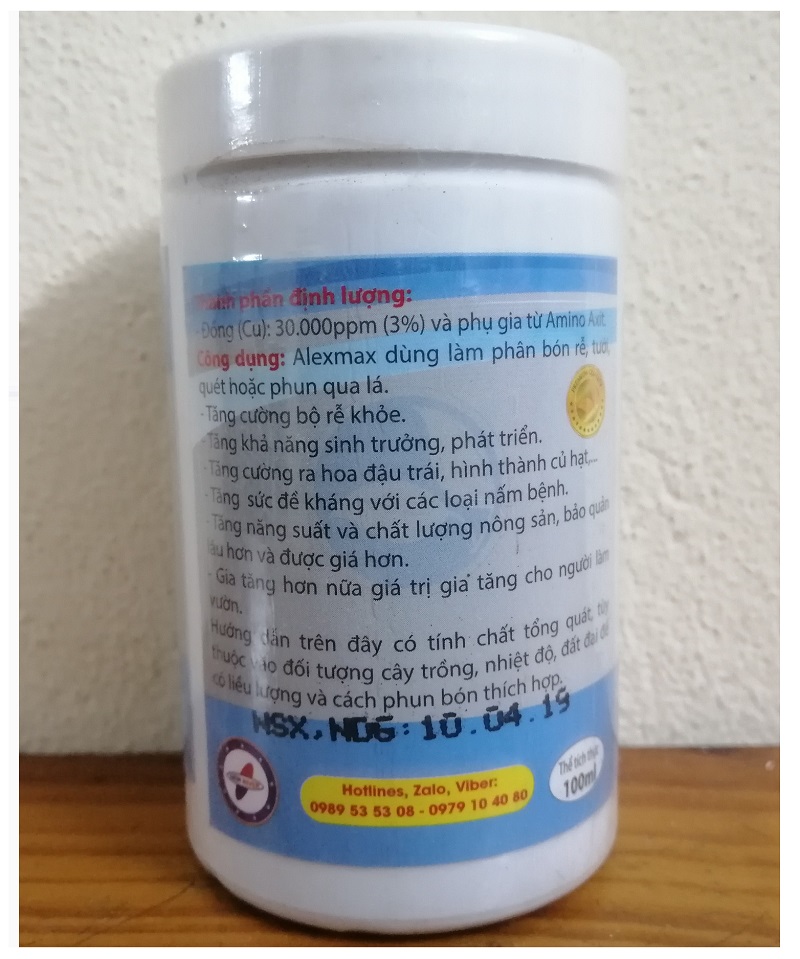 Thành phần định lượng:
- Đồng (Cu): 30.000ppm (3%) và phụ gia từ Amino Axit.
Công dụng: Alexmax dùng làm phân bón rễ, tưới,
quét hoặc phun qua lá.
- Tăng cường bộ rễ khỏe.
- Tăng khả năng sinh trưởng, phát triển.
- Tăng cường ra hoa đậu trái, hình thành củ hạt,...
- Tăng sức đề kháng với các loại nấm bệnh.
- Tăng năng suất và chất lượng nông sản, bảo quản
lâu hơn và được giá hơn.
- Gia tăng hơn nữa giá trị gia tăng cho người làm
vườn.
Hướng dẫn trên đây có tính chất tổng quát, tùy
thuộc vào đối tượng cây trồng, nhiệt độ, đất đai để
có liều lượng và cách phun bón thích hợp.
NSX, NDG: 10.04.19
Hotlines, Zalo, Viber:
0989 53 53 08 - 0979 10 40 80
Thể tích thực
100ml